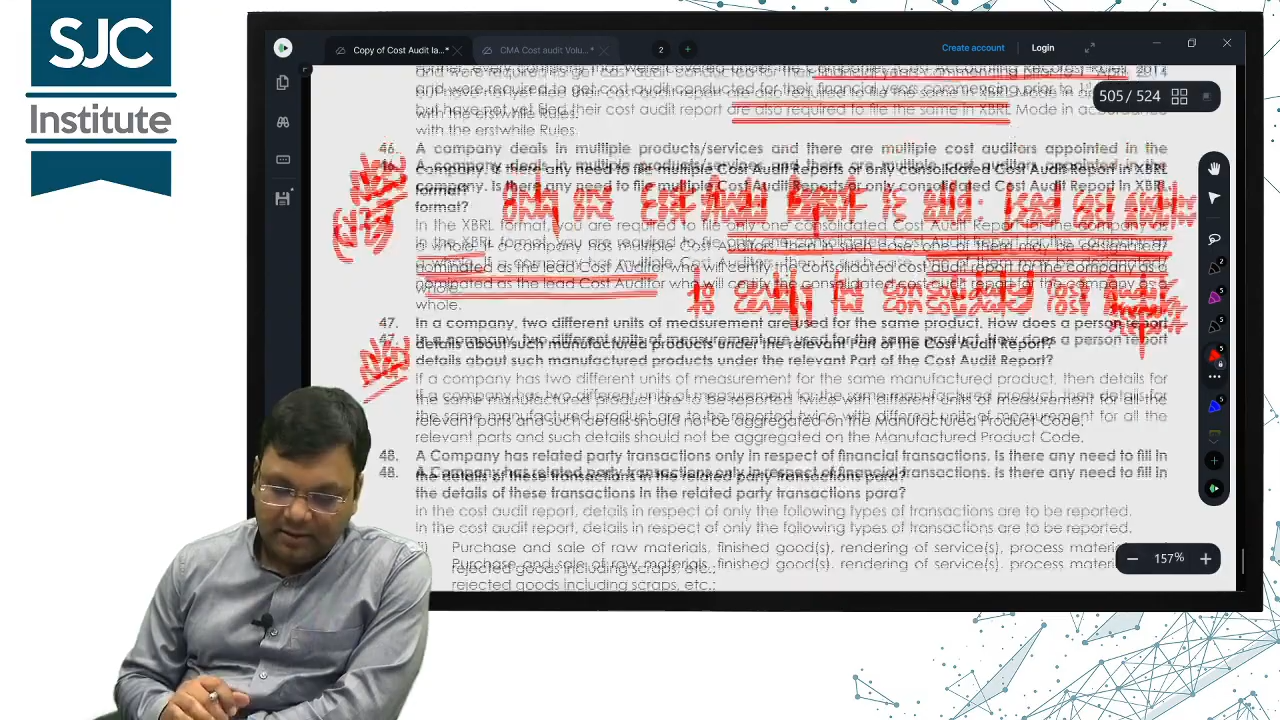 SJC
Institute
Copy of Cost Audit la...*
CMA Cost audit Volu...*
2
Create account
Login
505 / 524
but have not yet filed their cost audit report are also required to file the same in XBRL Mode in accordance
with the erstwhile Rules.
46. A company deals in multiple products/services and there are multiple cost auditors appointed in the
company. Is there any need to file multiple Cost Audit Reports or only consolidated Cost Audit Report in XBRL
format?
only one Cost Audit Report is Lead Cost
In the XBRL format, you are required to file only one consolidated Cost Audit Report for the company as
a whole. If a company has multiple Cost Auditors, then in such case, one of them may be designated/
nominated as the lead Cost Auditor who will certify the consolidated cost audit report for the company as a
whole.
to certify the consolidated cost Audit Report
47. In a company, two different units of measurement are used for the same product. How does a person report
details about such manufactured products under the relevant Part of the Cost Audit Report?
If a company has two different units of measurement for the same manufactured product, then details for
the same manufactured product are to be reported twice with different units of measurement for all the
relevant part, and such details should not be aggregated on the Manufactured Product Code.
48. A Company has related party transactions only in respect of financial transactions. Is there any need to fill in
the details of these transactions in the related party transactions para?
In the cost audit report, details in respect of only the following types of transactions are to be reported.
Purchase and sale of raw materials, finished good(s), rendering of service(s), process
rejected goods including scraps, etc.;
157%